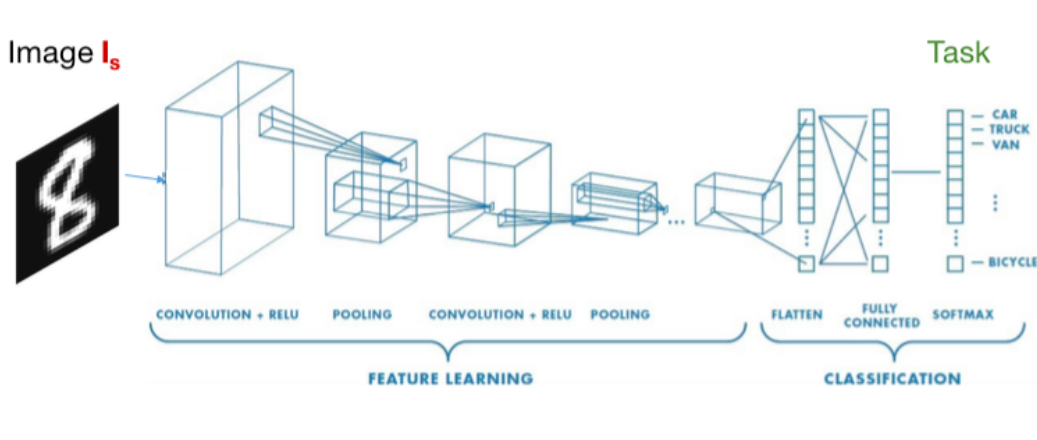 Image Is
Task
CAR
TRUCK
VAN
BICYCLE
CONVOLUTION + RELU
POOLING
CONVOLUTION + RELU
POOLING
FLATTEN
FULLY
CONNECTED
SOFTMAX
FEATURE LEARNING
CLASSIFICATION